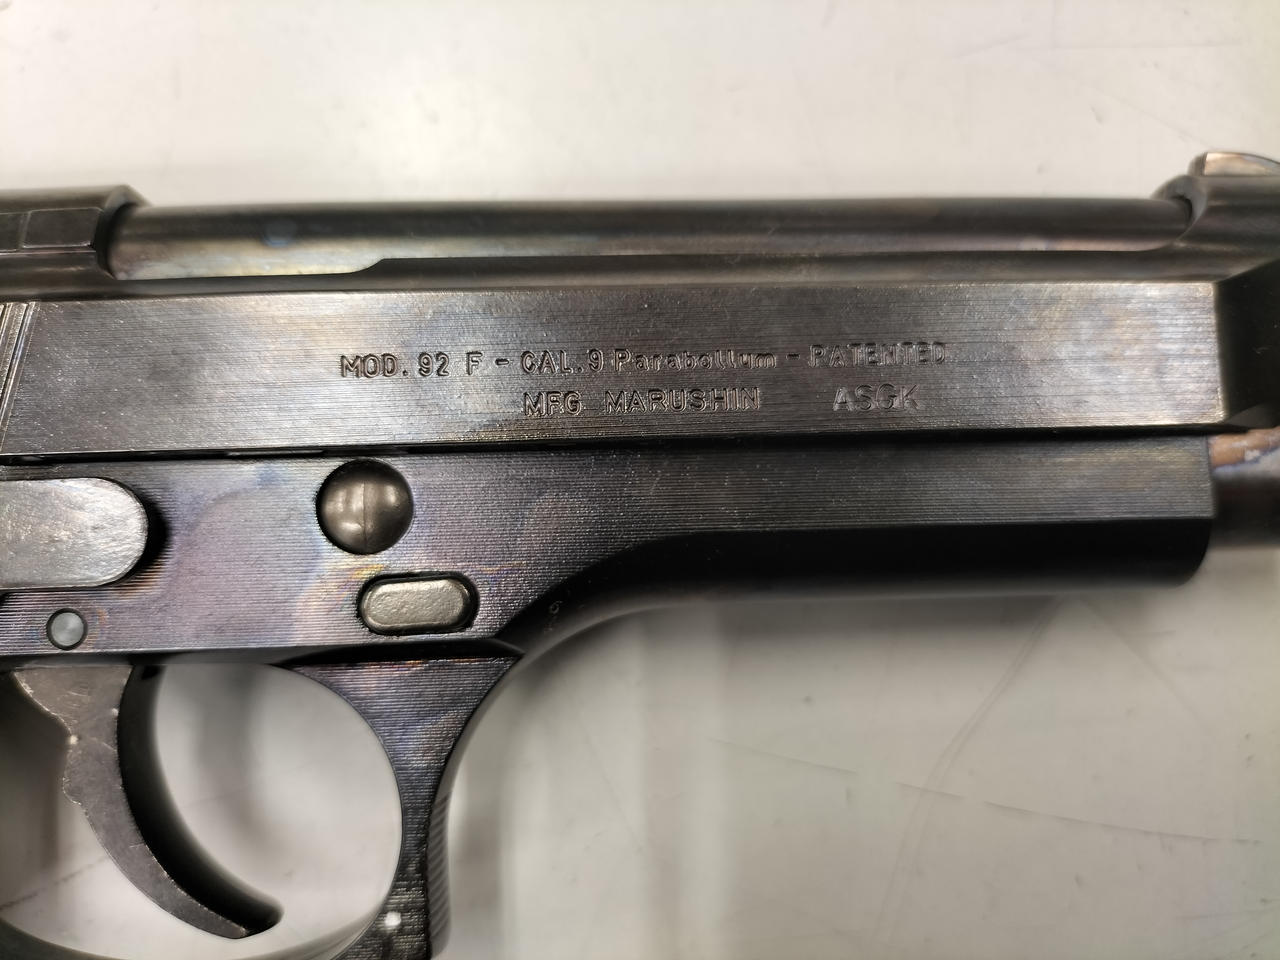 MOD. 92 F - CAL. 9 Parabellum - PATENTED
MFG MARUSHIN ASGK